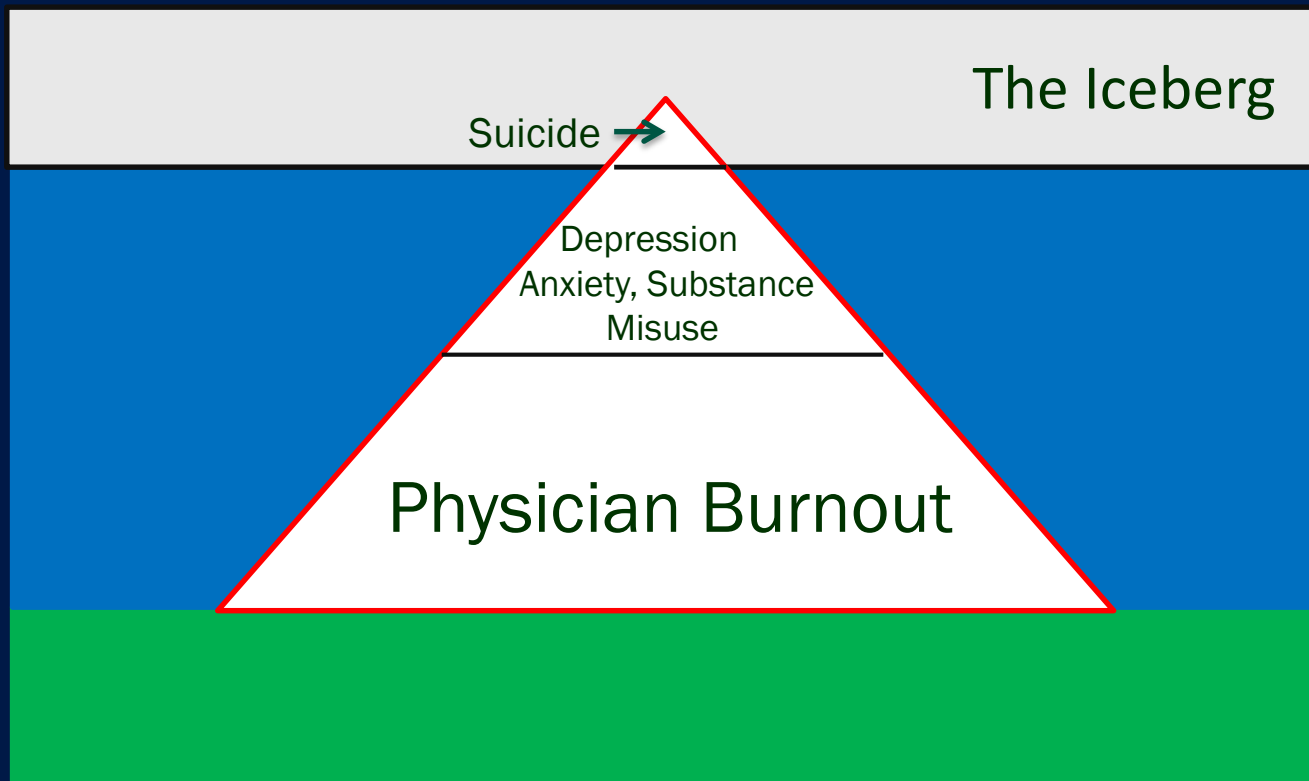 The Iceberg
Suicide
Depression
Anxiety, Substance
Misuse
Physician Burnout